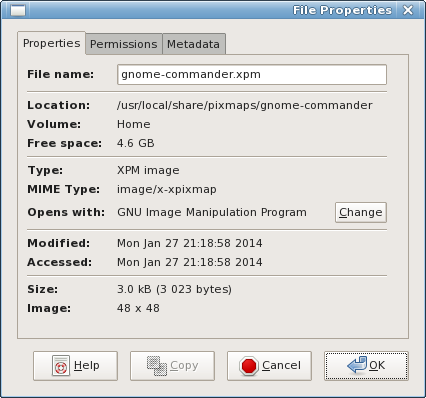 File Properties
Properties Permissions Metadata
File name: gnome-commander.xpm
Location: /usr/local/share/pixmaps/gnome-commander
Volume: Home
Free space: 4.6 GB
Type: XPM image
MIME Type: image/x-xpixmap
Opens with: GNU Image Manipulation Program Change
Modified: Mon Jan 27 21:18:58 2014
Accessed: Mon Jan 27 21:18:58 2014
Size: 3.0 kB (3 023 bytes)
Image: 48 x 48
Help Copy Cancel OK